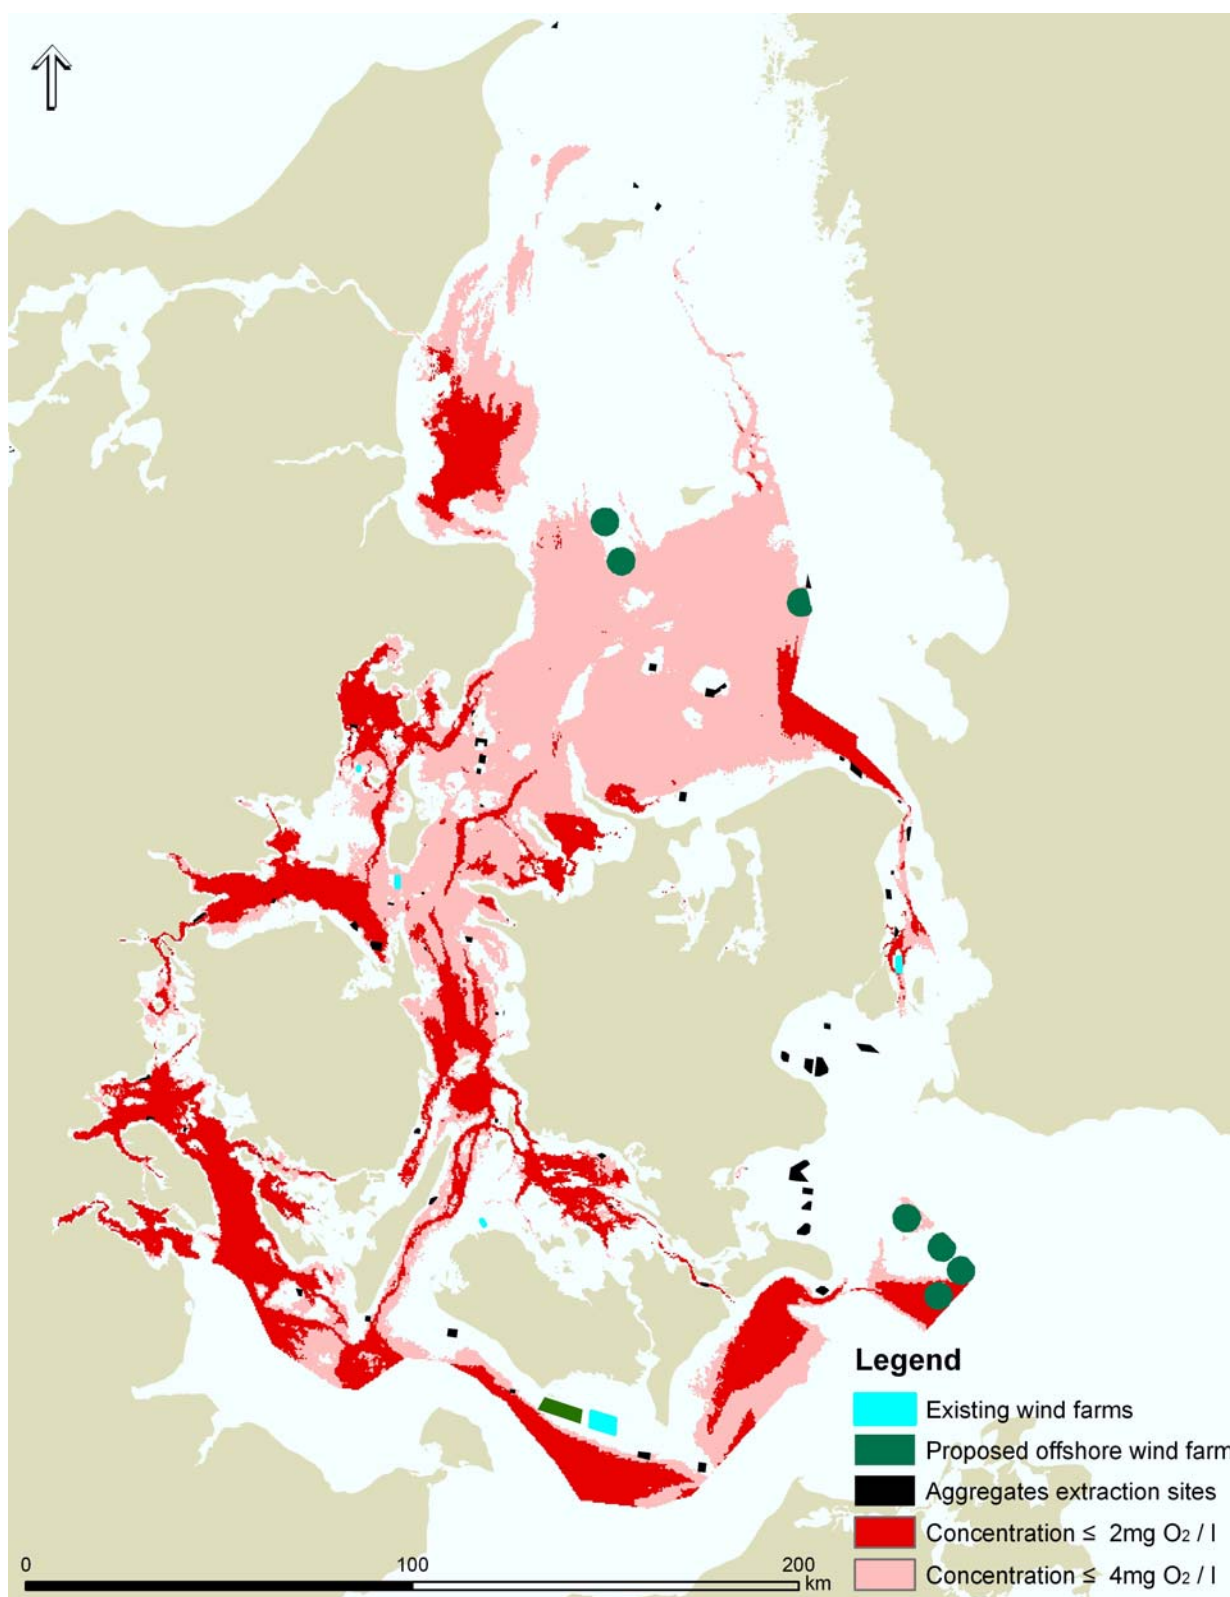 Legend
Existing wind farms
Proposed offshore wind farm
Aggregates extraction sites
Concentration ≤ 2mg O₂ / l
Concentration ≤ 4mg O₂ / l
0 100 200
km